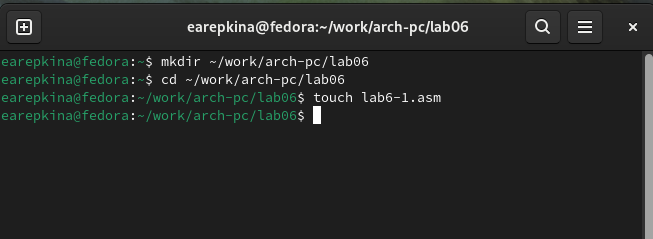 earepkina@fedora:~/work/arch-pc/lab06
earepkina@fedora:~$ mkdir ~/work/arch-pc/lab06
earepkina@fedora:~$ cd ~/work/arch-pc/lab06
earepkina@fedora:~/work/arch-pc/lab06$ touch lab6-1.asm
earepkina@fedora:~/work/arch-pc/lab06$